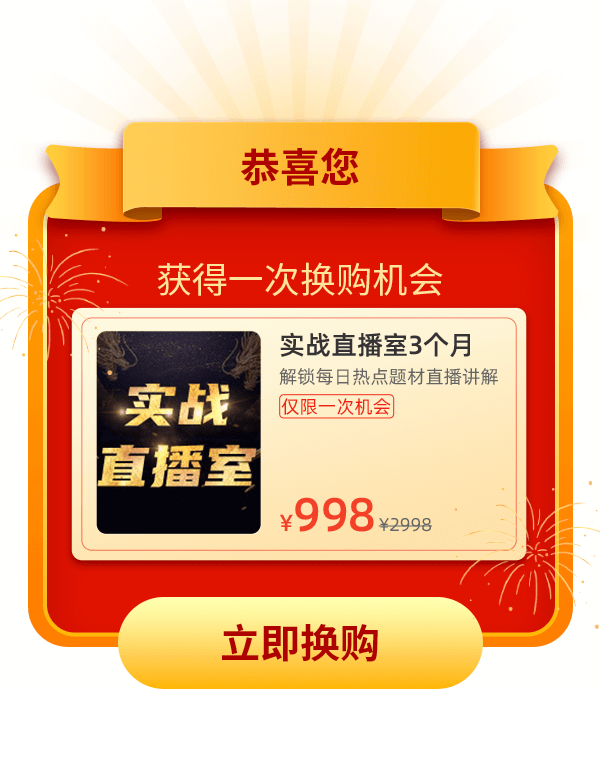 恭喜您
获得一次换购机会
实战
直播室
实战直播室3个月
解锁每日热点题材直播讲解
仅限一次机会
¥998 ¥2998
立即换购